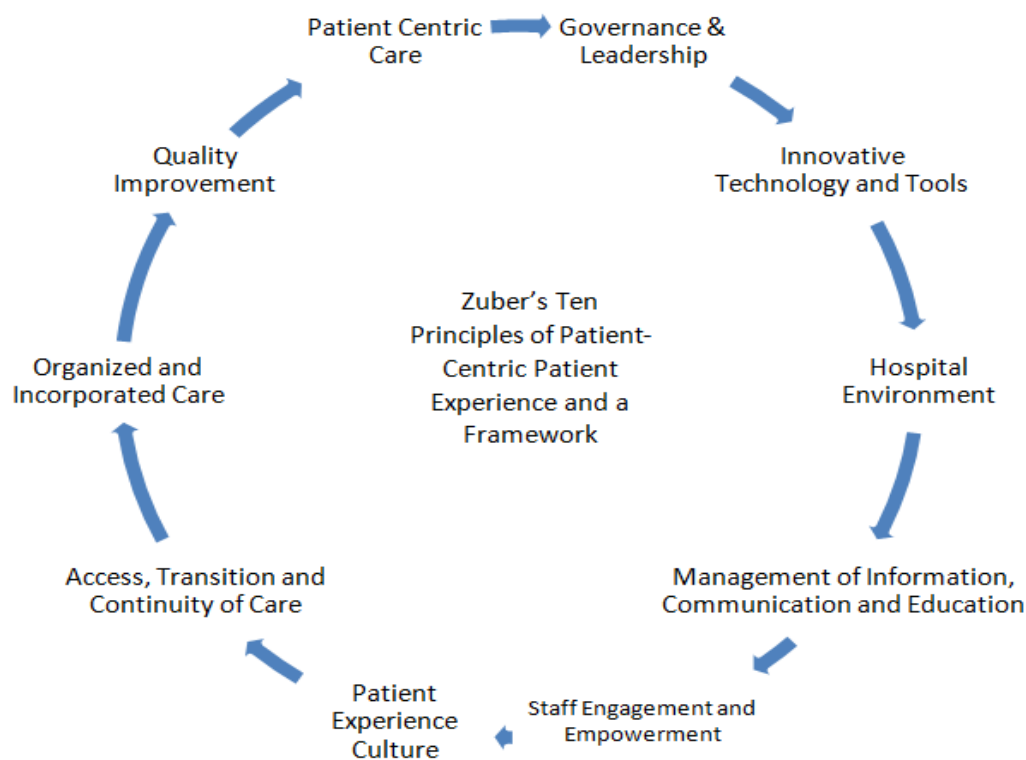 Patient Centric
Care
Governance &
Leadership
Innovative
Technology and Tools
Hospital
Environment
Management of Information,
Communication and Education
Staff Engagement and
Empowerment
Patient
Experience
Culture
Access, Transition and
Continuity of Care
Organized and
Incorporated Care
Quality
Improvement
Zuber’s Ten
Principles of Patient-
Centric Patient
Experience and a
Framework